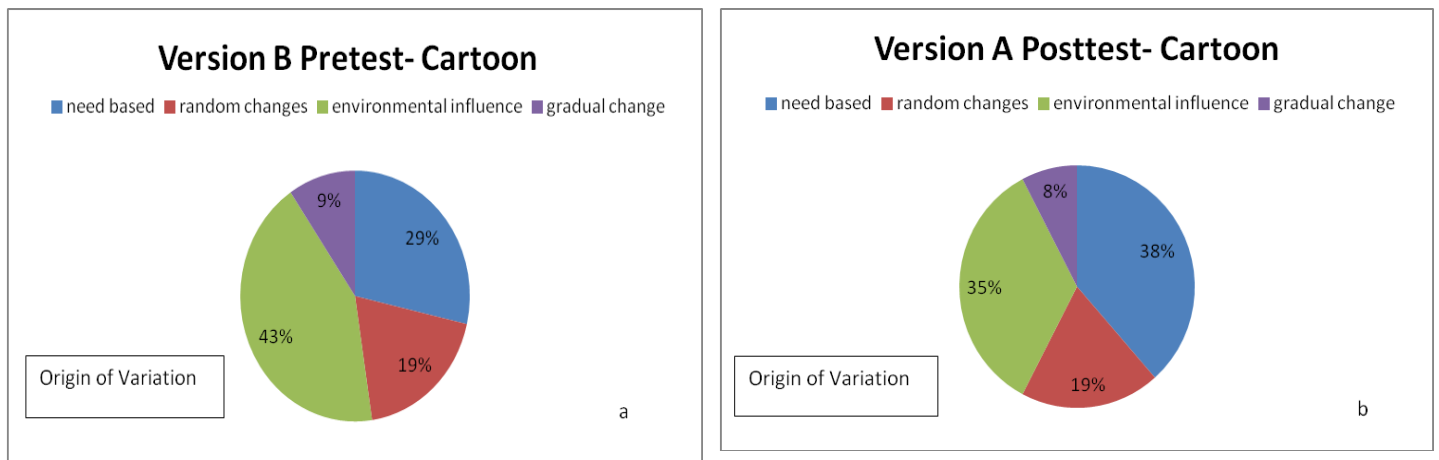 Version B Pretest- Cartoon
need based random changes environmental influence gradual change
9%
29%
43%
19%
Origin of Variation
a
Version A Posttest- Cartoon
need based random changes environmental influence gradual change
8%
38%
35%
19%
Origin of Variation
b